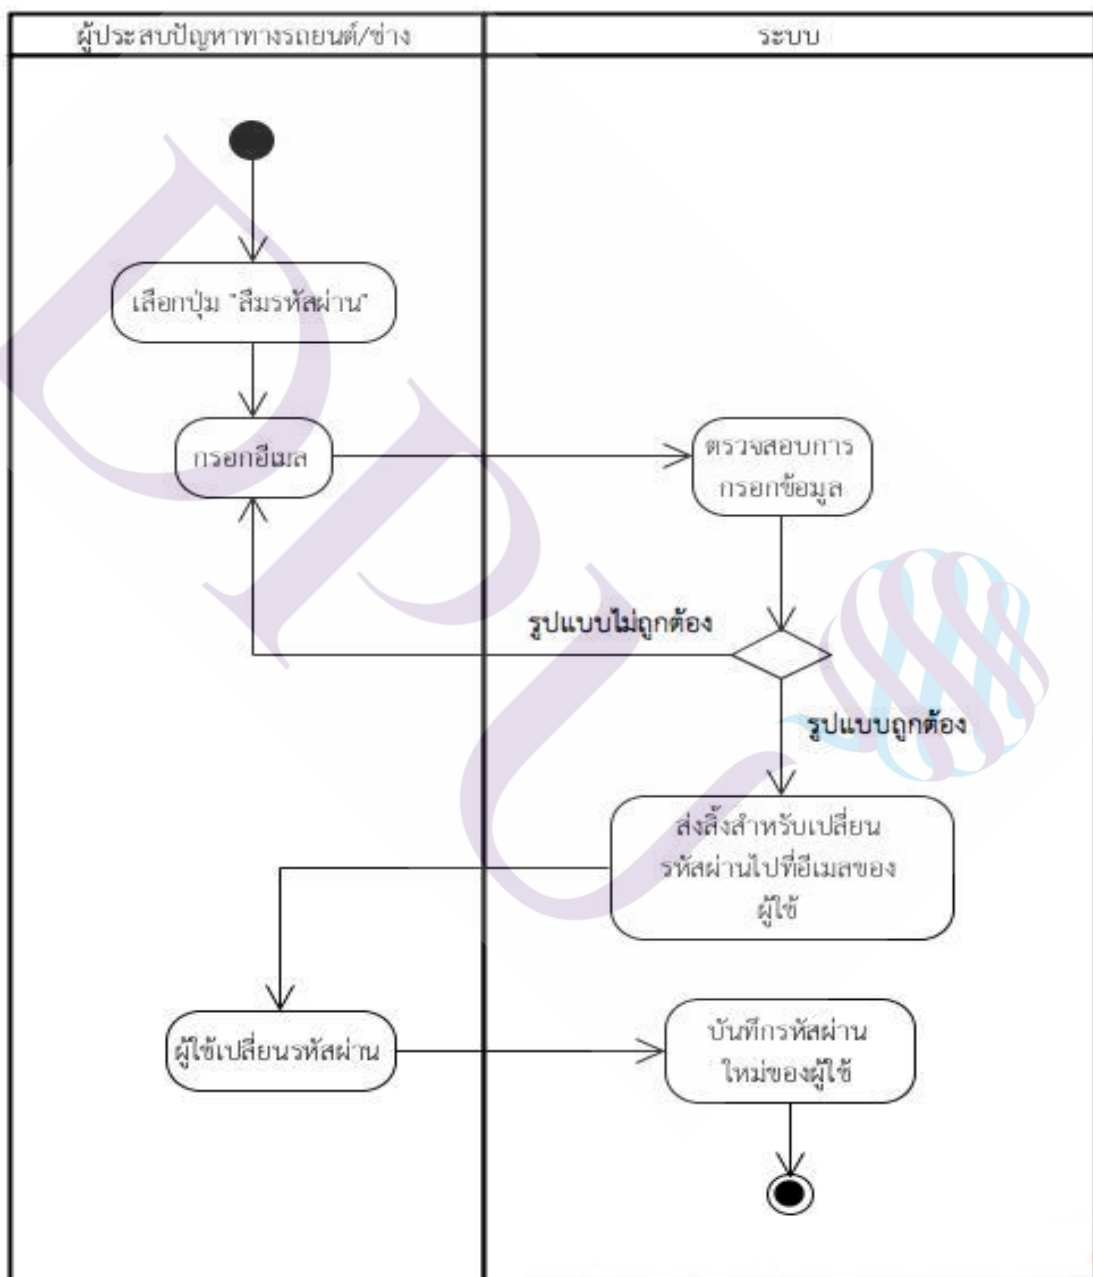 ผู้ประสบปัญหาทางรถยนต์/ช่าง
ระบบ
เลือกปุ่ม "ลืมรหัสผ่าน"
กรอกอีเมล
ตรวจสอบการ
กรอกข้อมูล
รูปแบบไม่ถูกต้อง
รูปแบบถูกต้อง
ส่งลิ้งสำหรับเปลี่ยน
รหัสผ่านไปที่อีเมลของ
ผู้ใช้
ผู้ใช้เปลี่ยนรหัสผ่าน
บันทึกรหัสผ่าน
ใหม่ของผู้ใช้
DPU